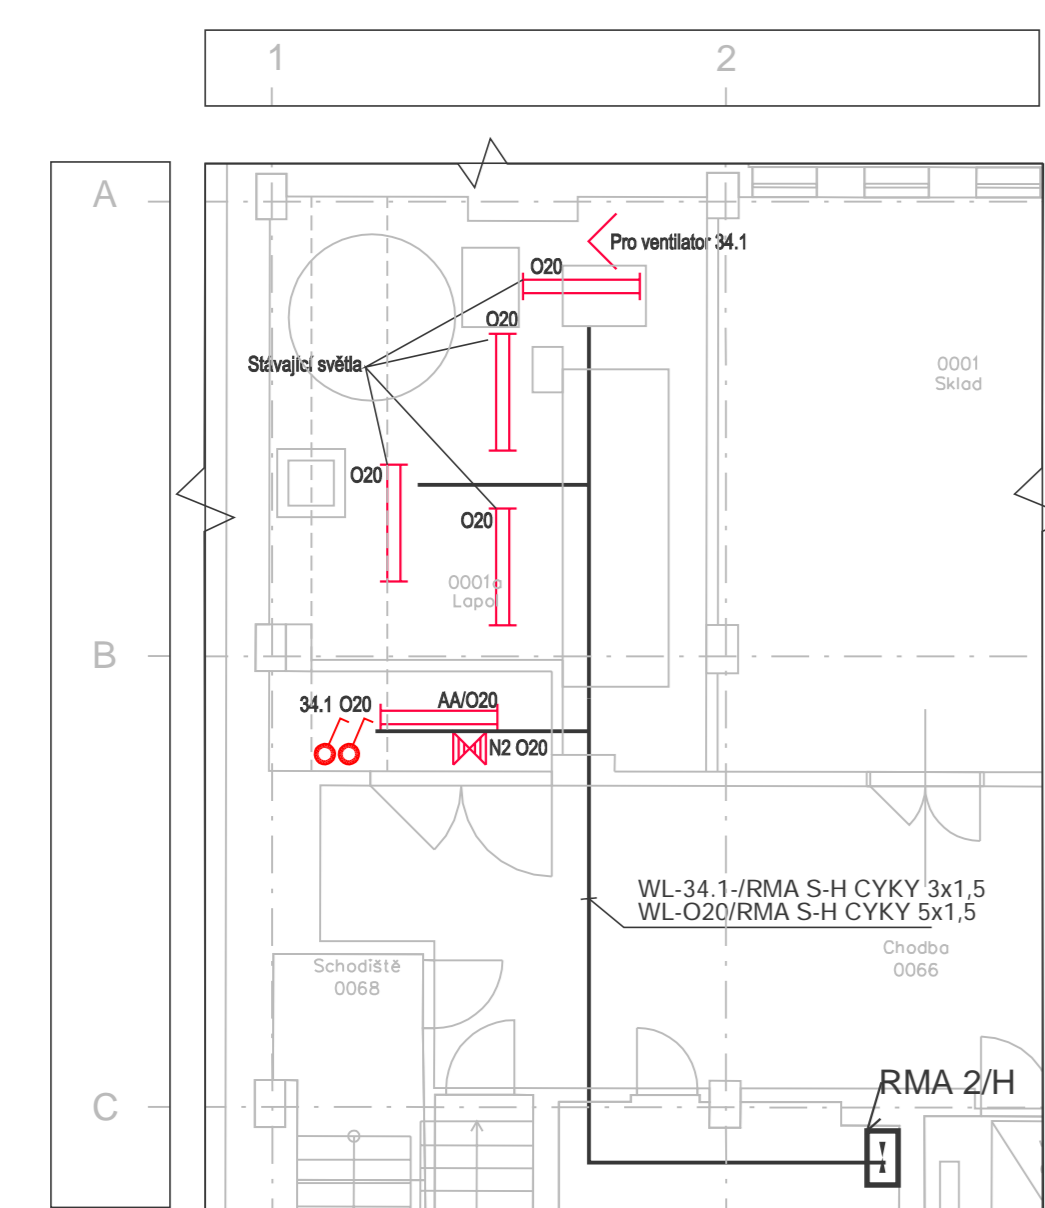 1
2
A
Pro ventilator 34.1
O20
O20
Stávající světla
0001
Sklad
O20
O20
0001a
Lapol
B
34.1 O20
AA/O20
N2 O20
WL-34.1-/RMA S-H CYKY 3x1,5
WL-O20/RMA S-H CYKY 5x1,5
Chodba
0066
Schodiště
0068
RMA 2/H
C